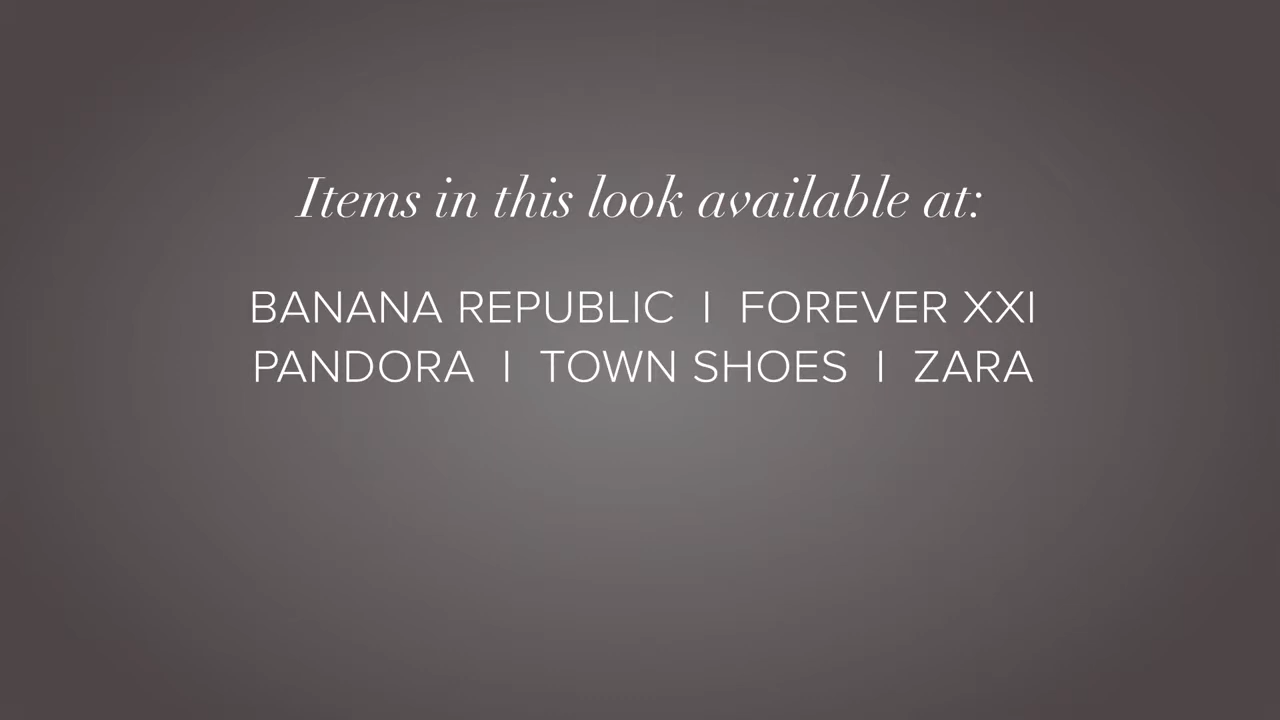 Items in this look available at:
BANANA REPUBLIC | FOREVER XXI
PANDORA | TOWN SHOES | ZARA